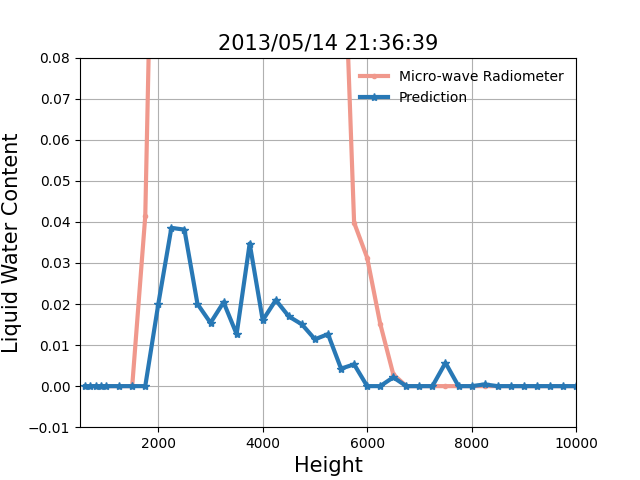 2013/05/14 21:36:39
0.08
0.07
0.06
0.05
0.04
0.03
0.02
0.01
0.00
−0.01
Liquid Water Content
Micro-wave Radiometer
Prediction
2000 4000 6000 8000 10000
Height